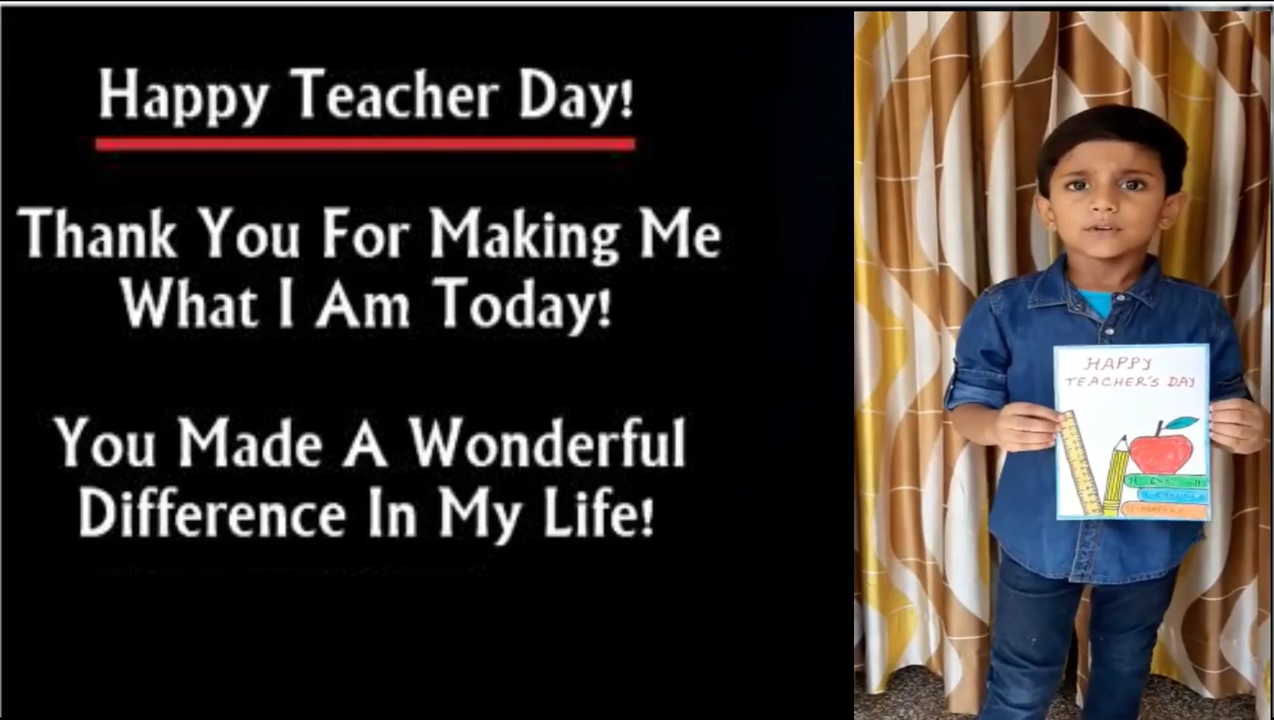 Happy Teacher Day!
Thank You For Making Me
What I Am Today!
You Made A Wonderful
Difference In My Life!
HAPPY
TEACHER'S DAY